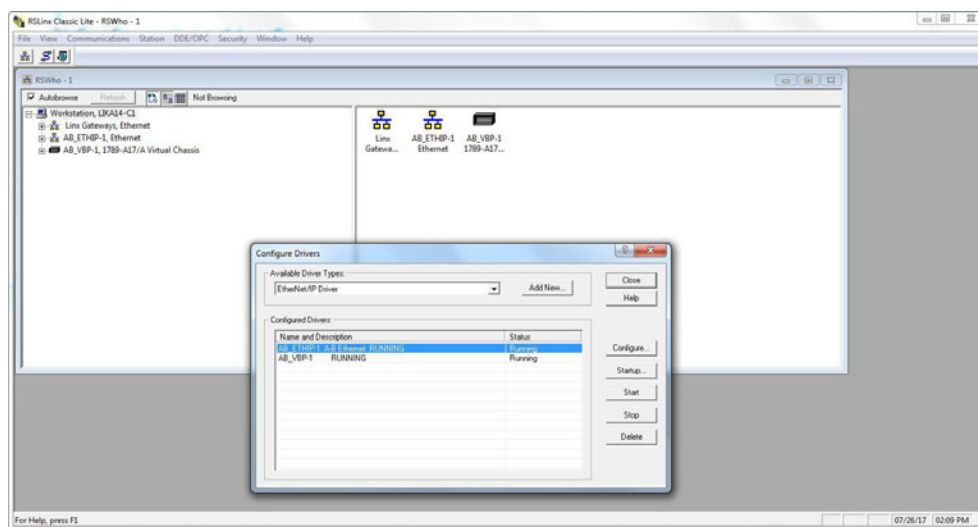 RSLinx Classic Lite - RSWho - 1
File View Communications Station DDE/OPC Security Window Help
RSWho - 1
Autobrowse Refresh Not Browsing
Workstation, LIKA14-C1
Linx Gateways, Ethernet
AB_ETHIP-1, Ethernet
AB_VBP-1, 1789-A17/A Virtual Chassis
Linx Gatewa...
AB_ETHIP-1 Ethernet
AB_VBP-1 1789-A17...
Configure Drivers
Available Driver Types:
EtherNet/IP Driver
Add New...
Close
Help
Configured Drivers:
Name and Description Status
AB_ETHIP-1 A-B Ethernet RUNNING Running
AB_VBP-1 RUNNING Running
Configure...
Startup...
Start
Stop
Delete
For Help, press F1
07/26/17 02:09 PM